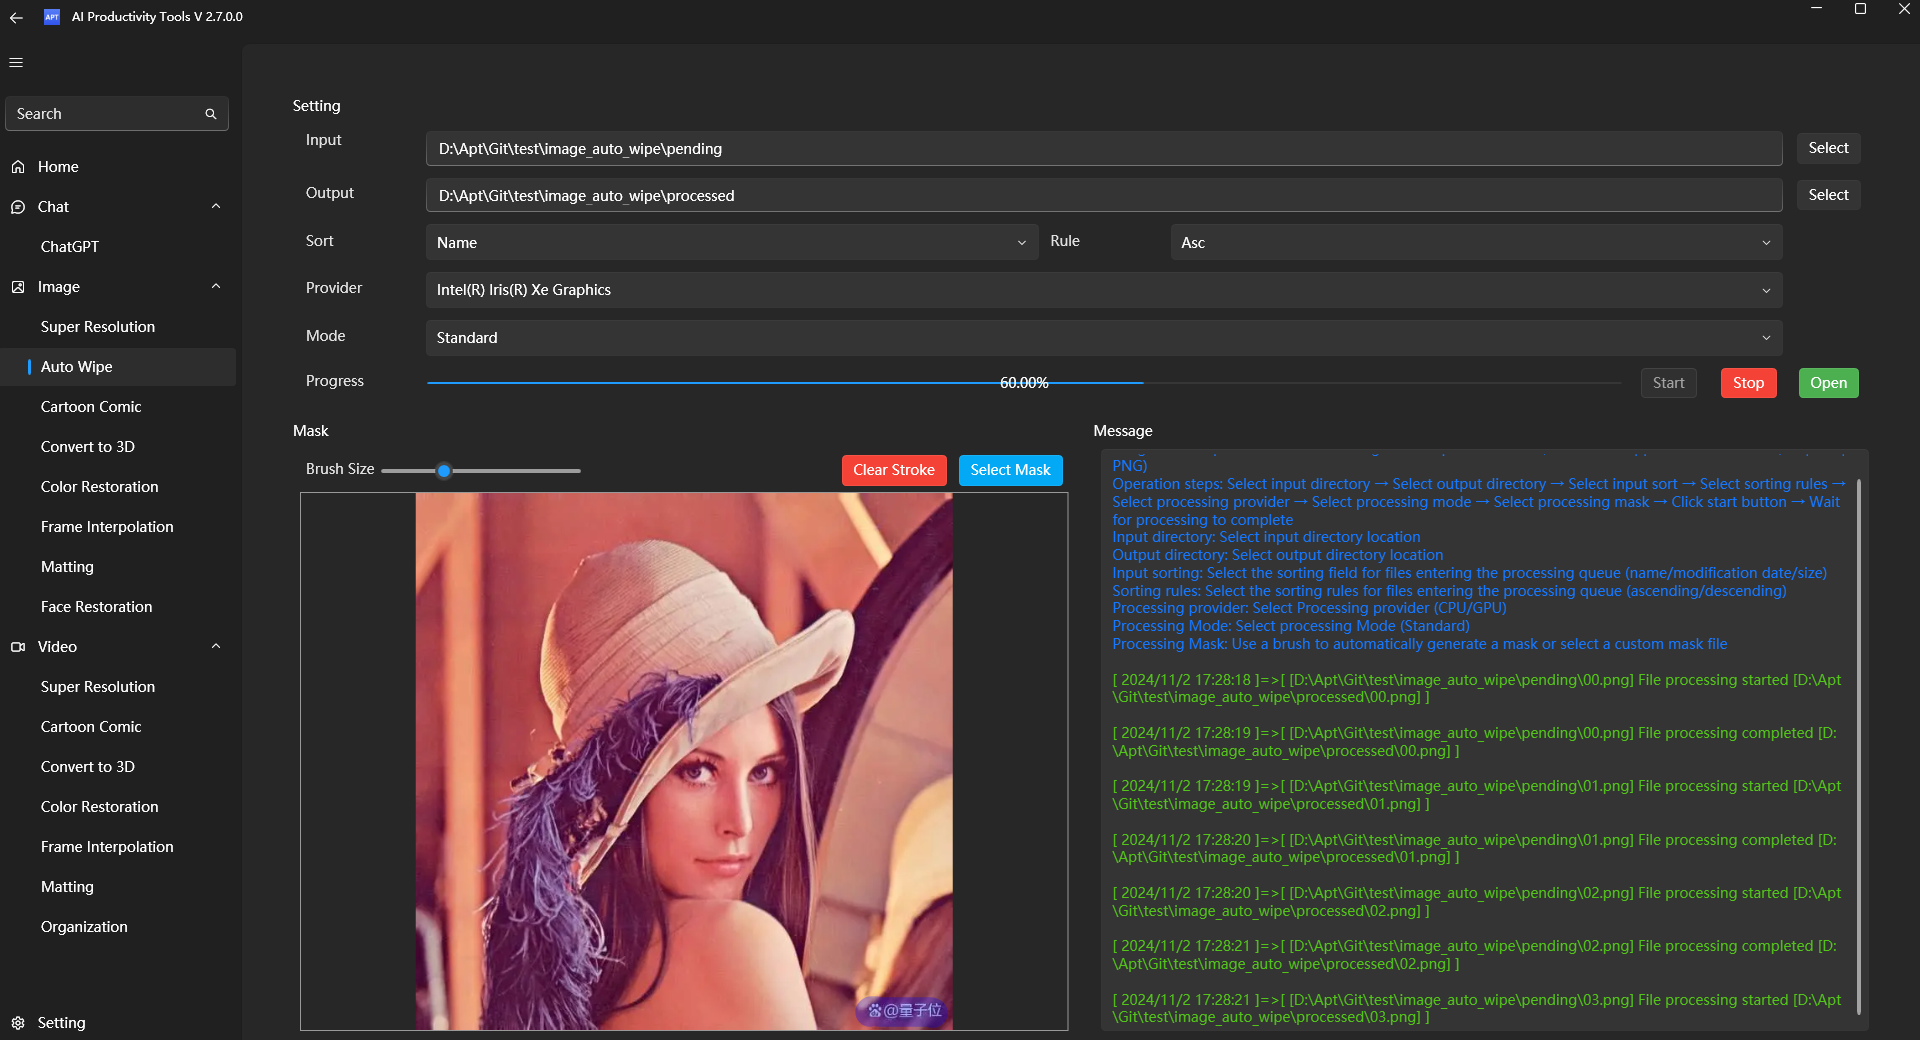 AI Productivity Tools V 2.7.0.0
Search
Home
Chat
ChatGPT
Image
Super Resolution
Auto Wipe
Cartoon Comic
Convert to 3D
Color Restoration
Frame Interpolation
Matting
Face Restoration
Video
Super Resolution
Cartoon Comic
Convert to 3D
Color Restoration
Frame Interpolation
Matting
Organization
Setting
Setting
Input
D:\Apt\Git\test\image_auto_wipe\pending
Select
Output
D:\Apt\Git\test\image_auto_wipe\processed
Select
Sort
Name
Rule
Asc
Provider
Intel(R) Iris(R) Xe Graphics
Mode
Standard
Progress
60.00%
Start
Stop
Open
Mask
Brush Size
Clear Stroke
Select Mask
@量子位
Message
PNG)
Operation steps: Select input directory → Select output directory → Select input sort → Select sorting rules →
Select processing provider → Select processing mode → Select processing mask → Click start button → Wait
for processing to complete
Input directory: Select input directory location
Output directory: Select output directory location
Input sorting: Select the sorting field for files entering the processing queue (name/modification date/size)
Sorting rules: Select the sorting rules for files entering the processing queue (ascending/descending)
Processing provider: Select Processing provider (CPU/GPU)
Processing Mode: Select processing Mode (Standard)
Processing Mask: Use a brush to automatically generate a mask or select a custom mask file
[ 2024/11/2 17:28:18 ]=>[ [D:\Apt\Git\test\image_auto_wipe\pending\00.png] File processing started [D:\Apt
\Git\test\image_auto_wipe\processed\00.png] ]
[ 2024/11/2 17:28:19 ]=>[ [D:\Apt\Git\test\image_auto_wipe\pending\00.png] File processing completed [D:
\Apt\Git\test\image_auto_wipe\processed\00.png] ]
[ 2024/11/2 17:28:19 ]=>[ [D:\Apt\Git\test\image_auto_wipe\pending\01.png] File processing started [D:\Apt
\Git\test\image_auto_wipe\processed\01.png] ]
[ 2024/11/2 17:28:20 ]=>[ [D:\Apt\Git\test\image_auto_wipe\pending\01.png] File processing completed [D:
\Apt\Git\test\image_auto_wipe\processed\01.png] ]
[ 2024/11/2 17:28:20 ]=>[ [D:\Apt\Git\test\image_auto_wipe\pending\02.png] File processing started [D:\Apt
\Git\test\image_auto_wipe\processed\02.png] ]
[ 2024/11/2 17:28:21 ]=>[ [D:\Apt\Git\test\image_auto_wipe\pending\02.png] File processing completed [D:
\Apt\Git\test\image_auto_wipe\processed\02.png] ]
[ 2024/11/2 17:28:21 ]=>[ [D:\Apt\Git\test\image_auto_wipe\pending\03.png] File processing started [D:\Apt
\Git\test\image_auto_wipe\processed\03.png] ]